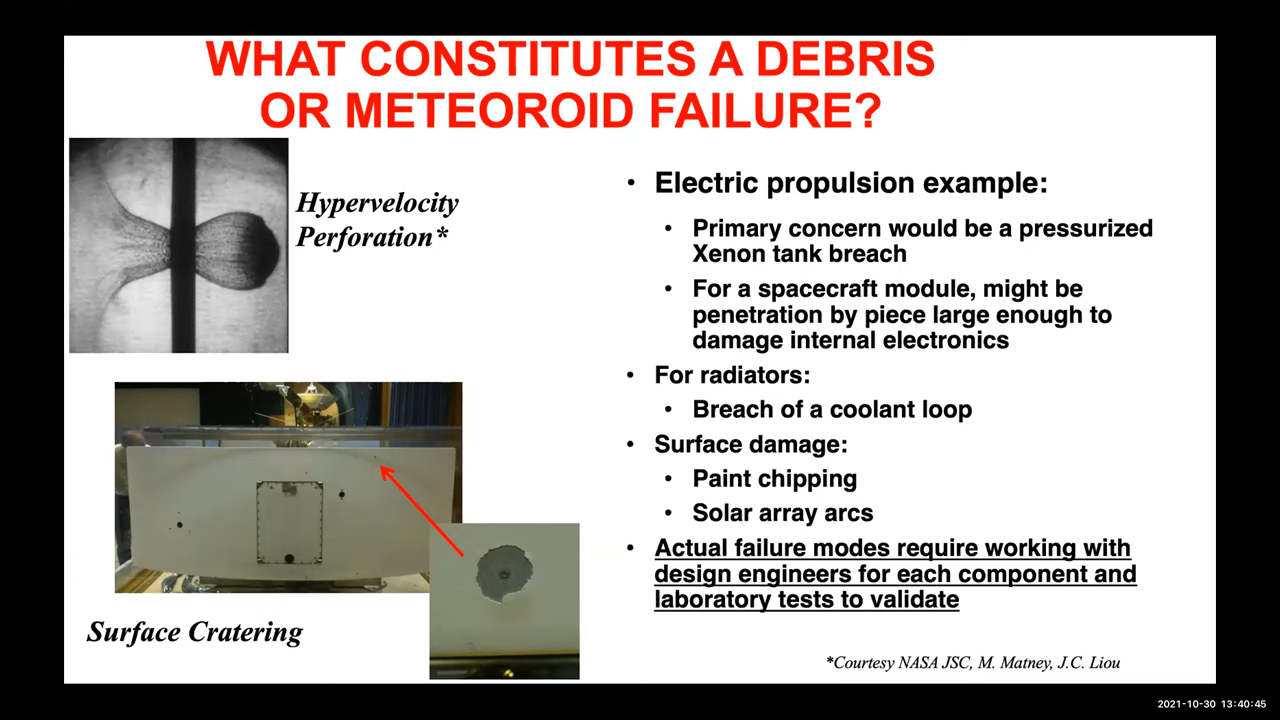 WHAT CONSTITUTES A DEBRIS
OR METEOROID FAILURE?
Hypervelocity
Perforation*
Surface Cratering
• Electric propulsion example:
• Primary concern would be a pressurized
Xenon tank breach
• For a spacecraft module, might be
penetration by piece large enough to
damage internal electronics
• For radiators:
• Breach of a coolant loop
• Surface damage:
• Paint chipping
• Solar array arcs
• Actual failure modes require working with
design engineers for each component and
laboratory tests to validate
*Courtesy NASA JSC, M. Matney, J.C. Liou
2021-10-30 13:40:45